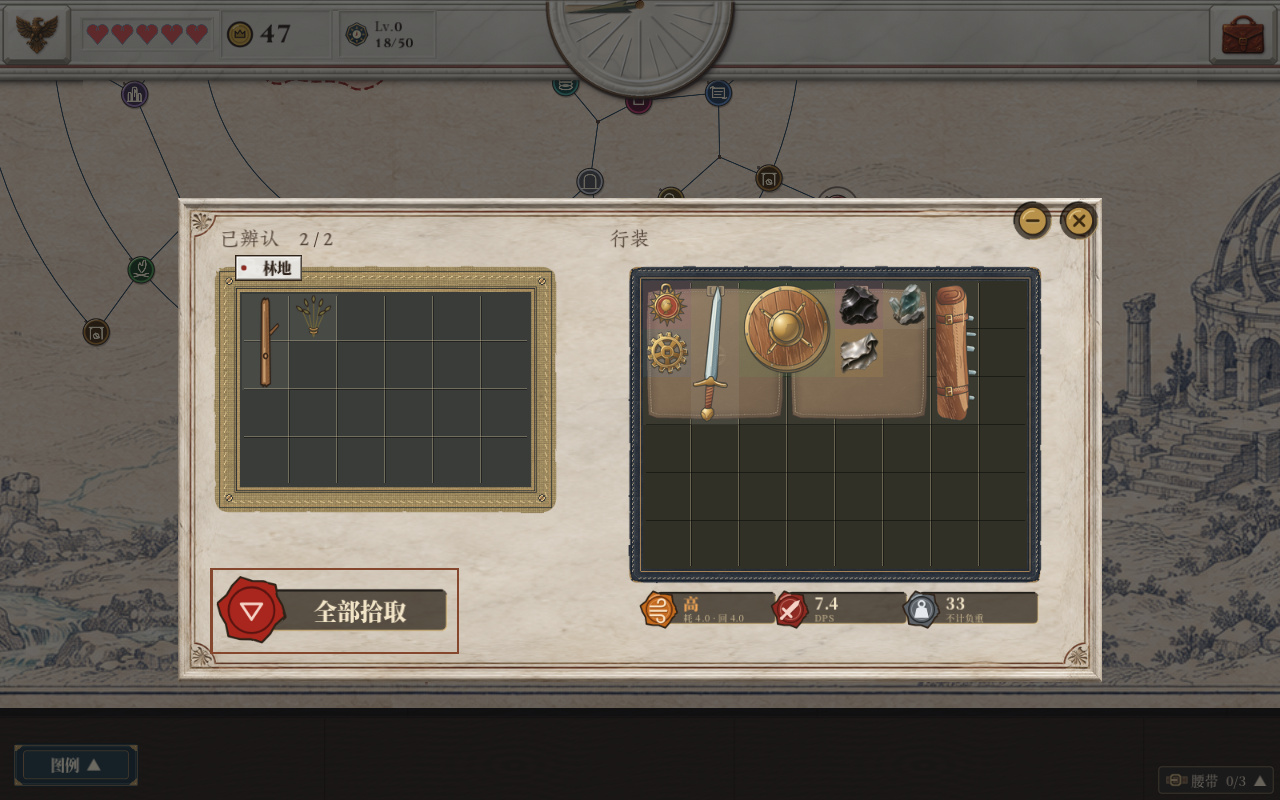 47
Lv.0
18/50
已辨认 2/2
行装
林地
全部拾取
高
耗 4.0 · 回 4.0
7.4
DPS
33
不计负重
图例 ▲
腰带 0/3 ▲